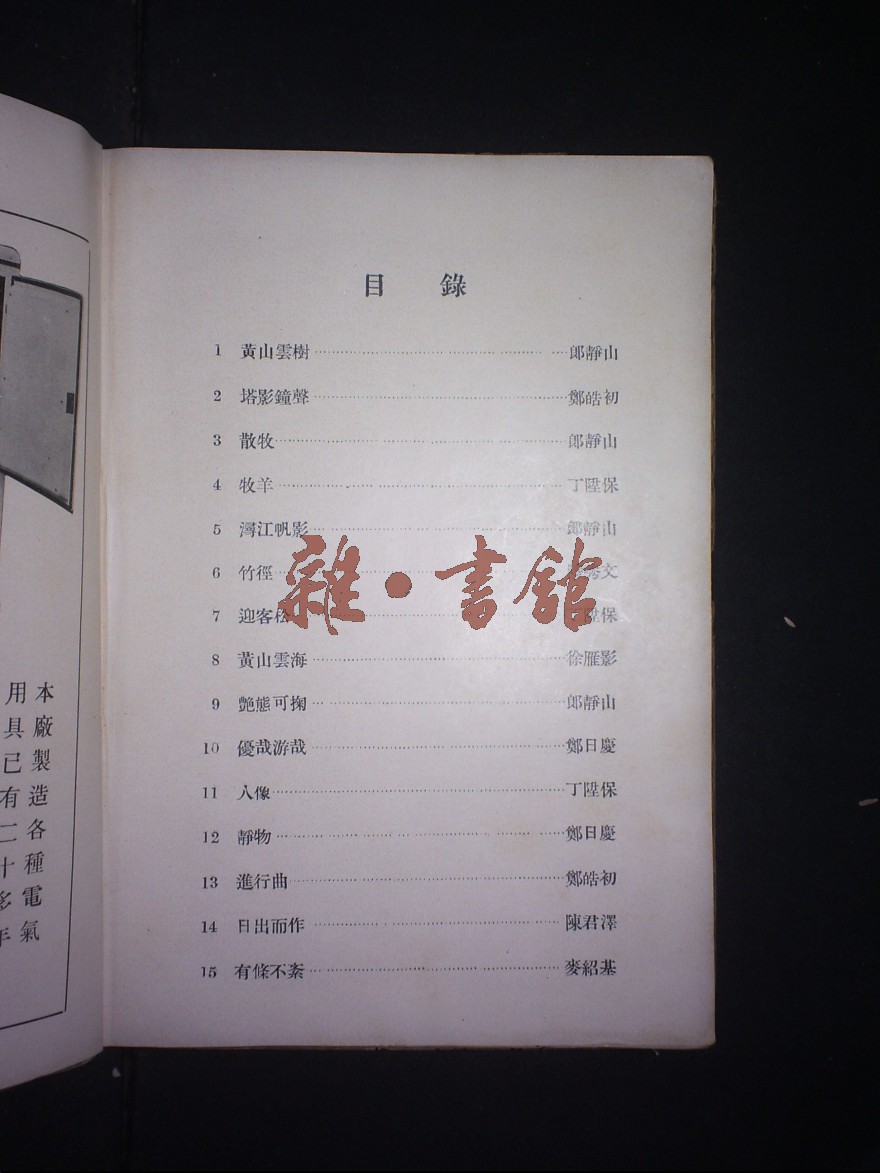 目 錄
1 黃山雲樹 郎靜山
2 塔影鐘聲 鄭皓初
3 散牧 郎靜山
4 牧羊 丁陞保
5 潯江帆影 郎靜山
6 竹徑 文
7 迎客松 丁陞保
8 黃山雲海 徐雁影
9 艷態可掬 郎靜山
10 優哉游哉 鄭日慶
11 人像 丁陞保
12 靜物 鄭日慶
13 進行曲 鄭皓初
14 日出而作 陳君澤
15 有條不紊 麥紹基
雜·書館
本廠製造各種電氣
用具已有二十多年